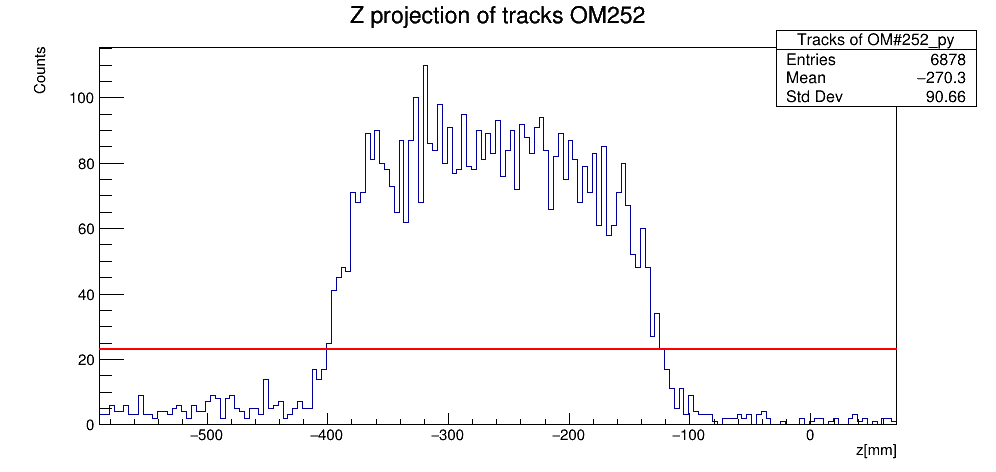 Z projection of tracks OM252
Tracks of OM#252_py
Entries 6878
Mean −270.3
Std Dev 90.66
Counts
100
80
60
40
20
0
−500 −400 −300 −200 −100 0
z[mm]